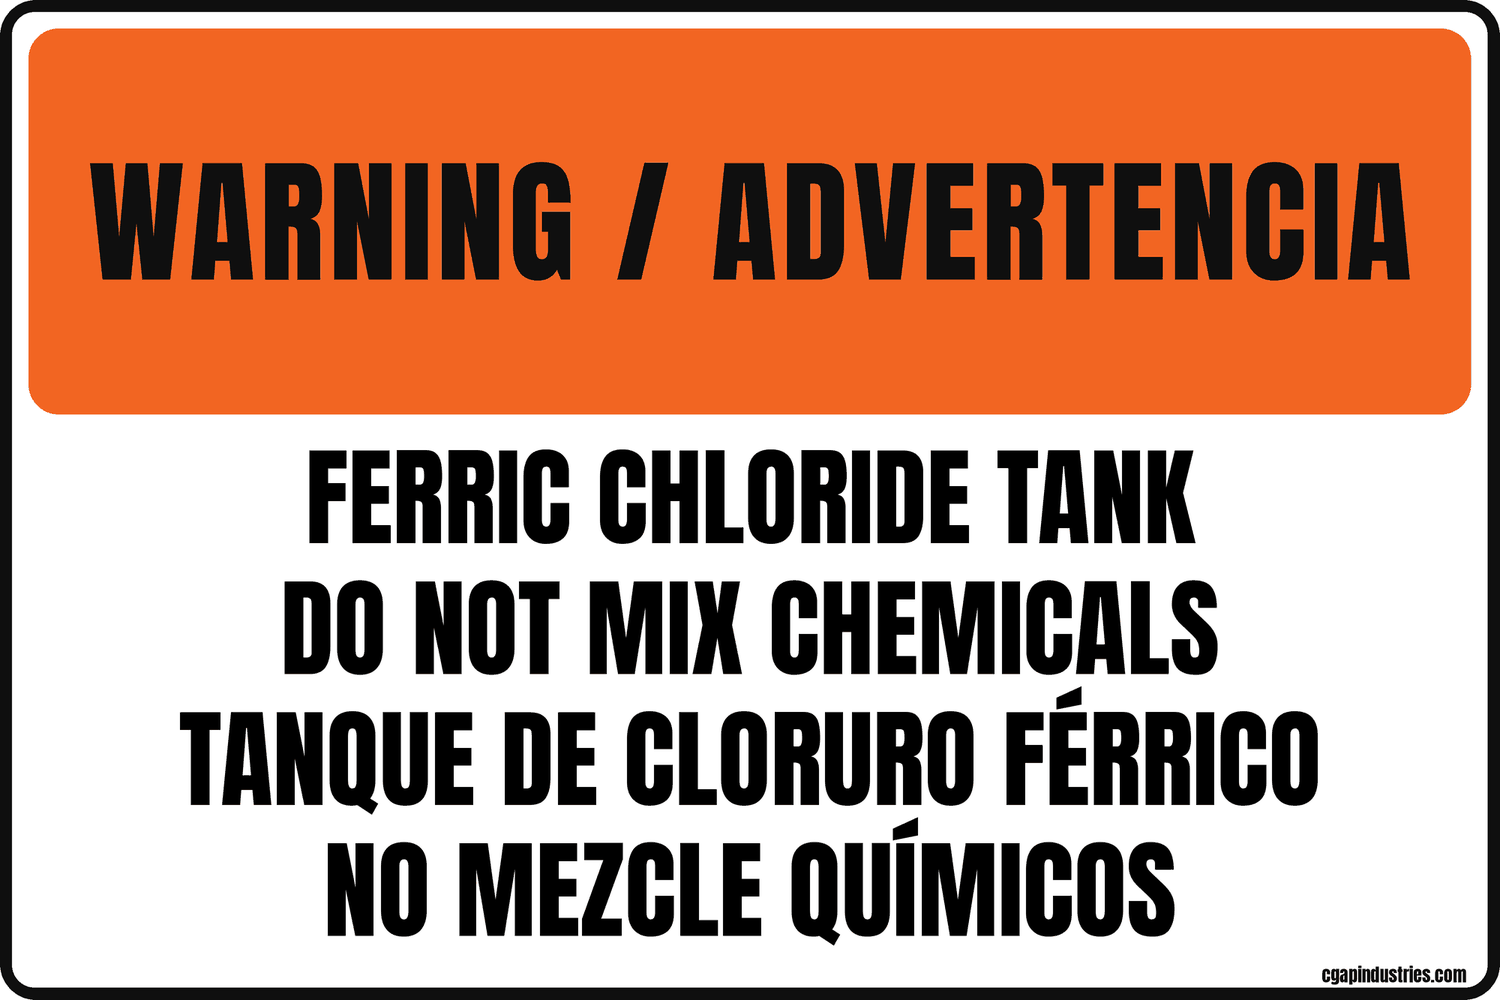 WARNING / ADVERTENCIA
FERRIC CHLORIDE TANK
DO NOT MIX CHEMICALS
TANQUE DE CLORURO FÉRRICO
NO MEZCLE QUÍMICOS
cgapindustries.com